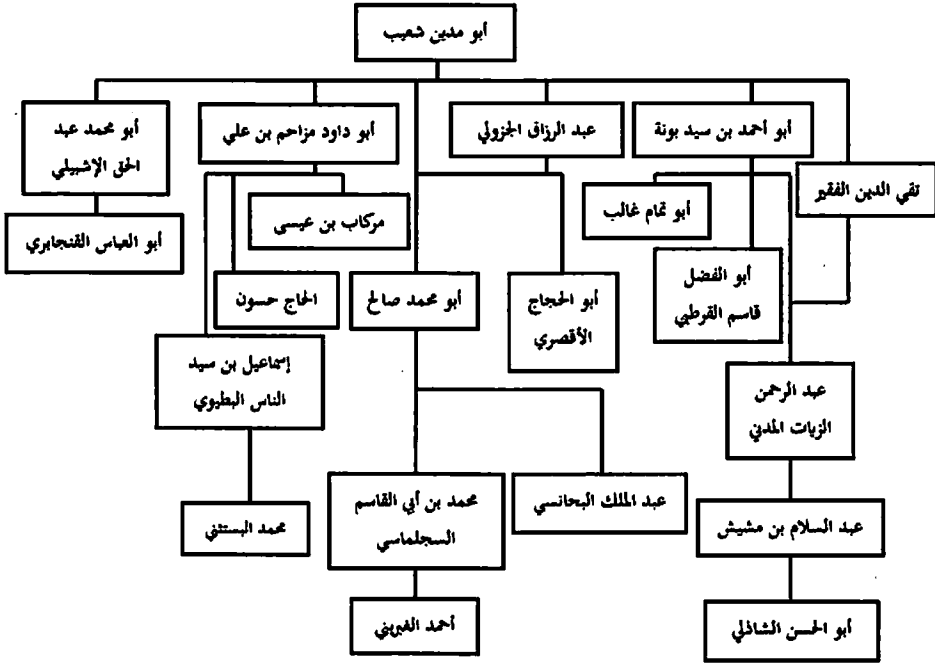 أبو مدين شعيب
أبو أحمد بن سيد بونة
عبد الرزاق الجزولي
أبو داود مزاحم بن علي
أبو محمد عبد
الحق الإشبيلي
تقي الدين الفقير
أبو تمام غالب
مركاب بن عيسى
أبو العباس القنجايري
أبو الفضل
قاسم القرطبي
أبو الحجاج
الأقصري
أبو محمد صالح
الحاج حسون
إسماعيل بن سيد
الناس البطيوي
عبد الرحمن
الزيات المدني
عبد الملك البحانسي
محمد بن أبي القاسم
السجلماسي
محمد البستثني
عبد السلام بن مشيش
أبو الحسن الشاذلي
أحمد الغبريني